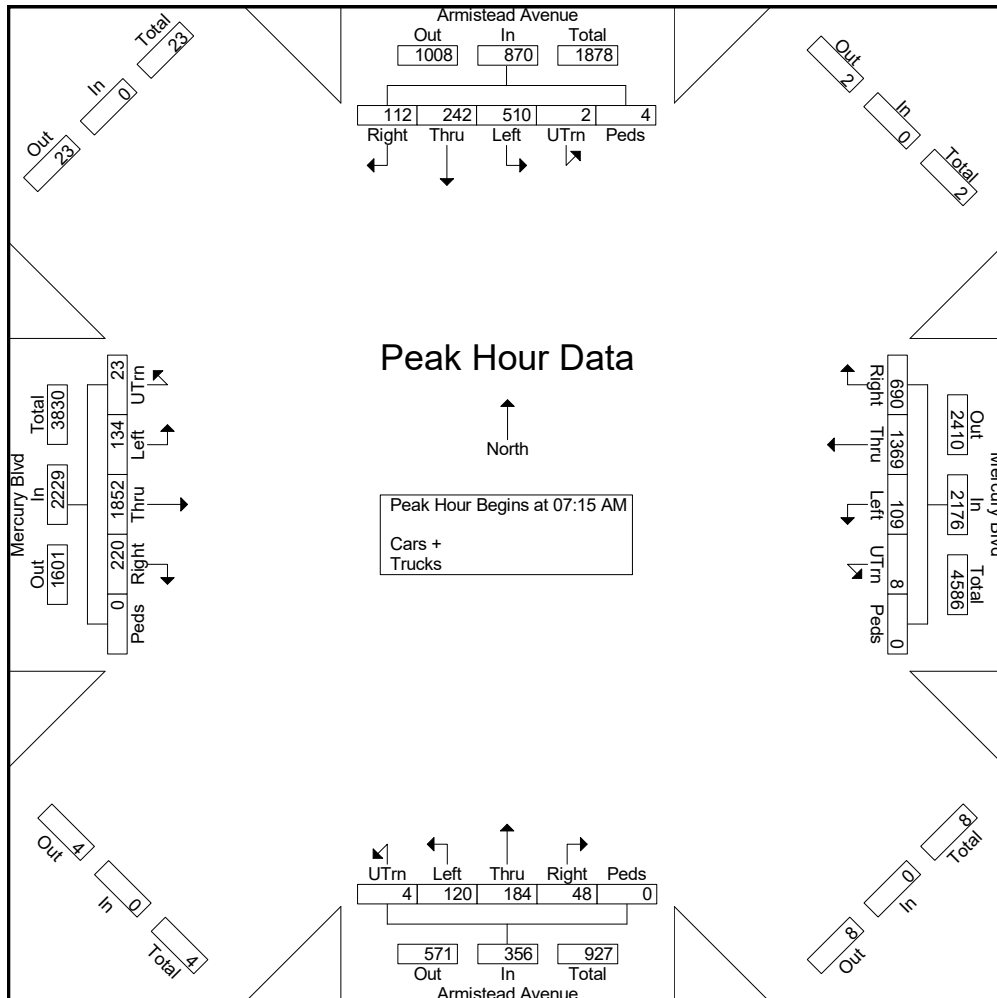 Armistead Avenue
Out In Total
1008 870 1878
112 242 510 2 4
Right Thru Left UTrn Peds
Total
23
In
0
Out
23
Out
2
In
0
Total
2
Peak Hour Data
North
Peak Hour Begins at 07:15 AM
Cars +
Trucks
Mercury Blvd
Out In Total
1601 2229 3830
0 220 1852 134 23
Peds Right Thru Left UTrn
Mercury Blvd
Out In Total
2410 2176 4586
690 1369 109 8 0
Right Thru Left UTrn Peds
UTrn Left Thru Right Peds
4 120 184 48 0
571 356 927
Out In Total
Armistead Avenue
Out
4
In
0
Total
4
Total
8
In
0
Out
8